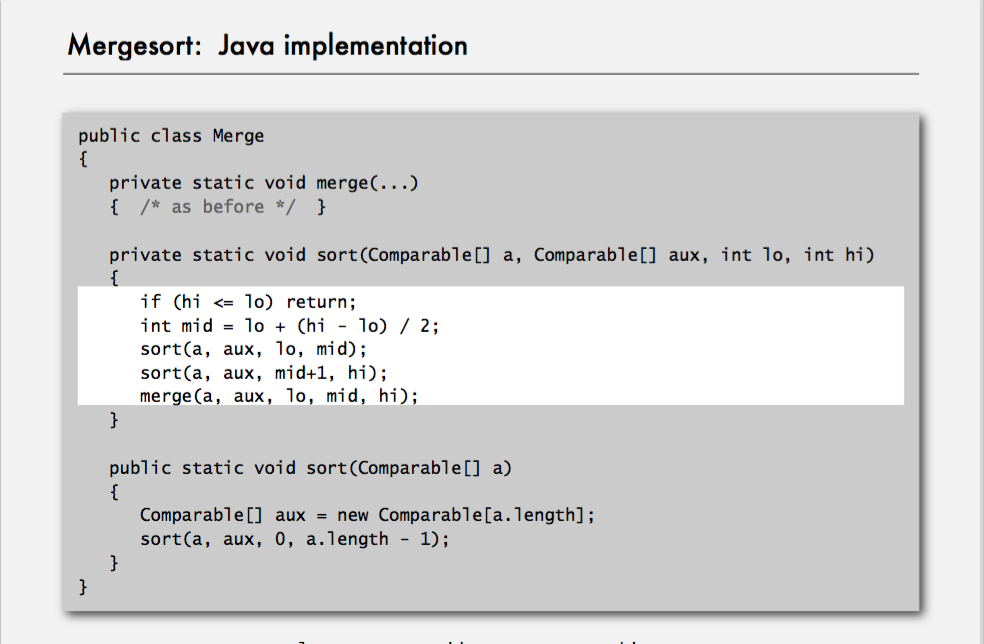 Mergesort: Java implementation
public class Merge
{
   private static void merge(...)
   {  /* as before */  }

   private static void sort(Comparable[] a, Comparable[] aux, int lo, int hi)
   {
      if (hi <= lo) return;
      int mid = lo + (hi - lo) / 2;
      sort(a, aux, lo, mid);
      sort(a, aux, mid+1, hi);
      merge(a, aux, lo, mid, hi);
   }

   public static void sort(Comparable[] a)
   {
      Comparable[] aux = new Comparable[a.length];
      sort(a, aux, 0, a.length - 1);
   }
}